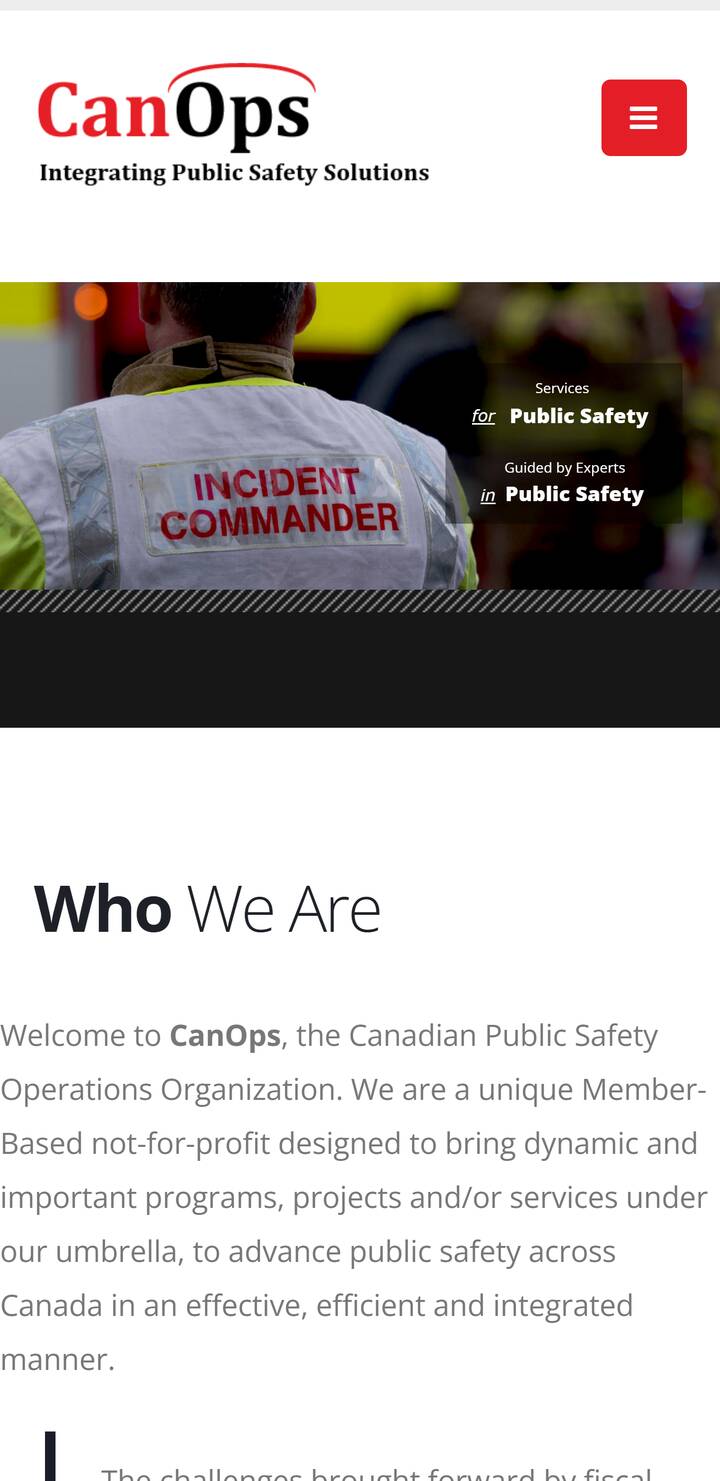 CanOps
Integrating Public Safety Solutions
INCIDENT
COMMANDER
Services
for Public Safety
Guided by Experts
in Public Safety
Who We Are
Welcome to CanOps, the Canadian Public Safety
Operations Organization. We are a unique Member-
Based not-for-profit designed to bring dynamic and
important programs, projects and/or services under
our umbrella, to advance public safety across
Canada in an effective, efficient and integrated
manner.
The challenges brought forward by fiscal